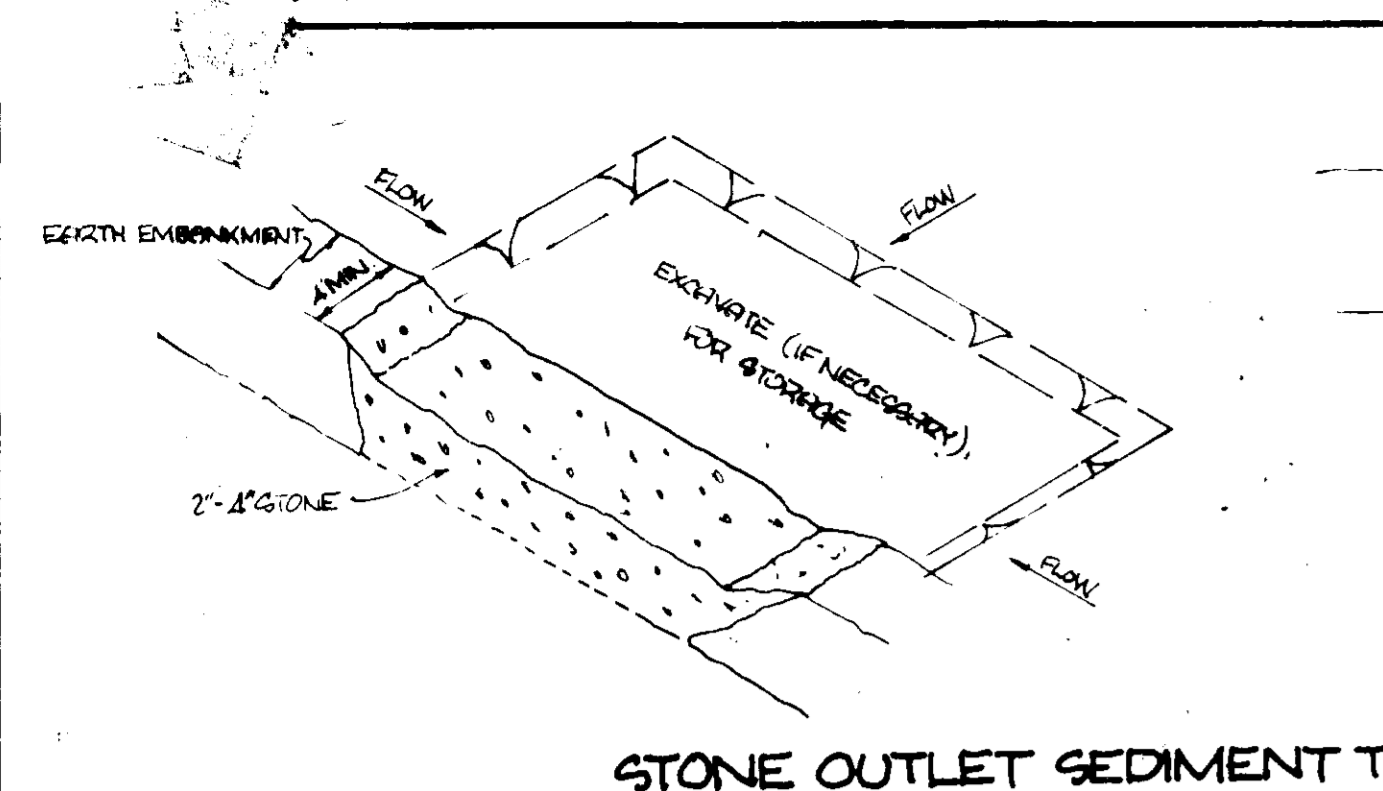 FLOW
FLOW
EARTH EMBANKMENT
4' MIN.
EXCAVATE (IF NECESSARY)
FOR STORAGE
2"-4" STONE
FLOW
STONE OUTLET SEDIMENT T